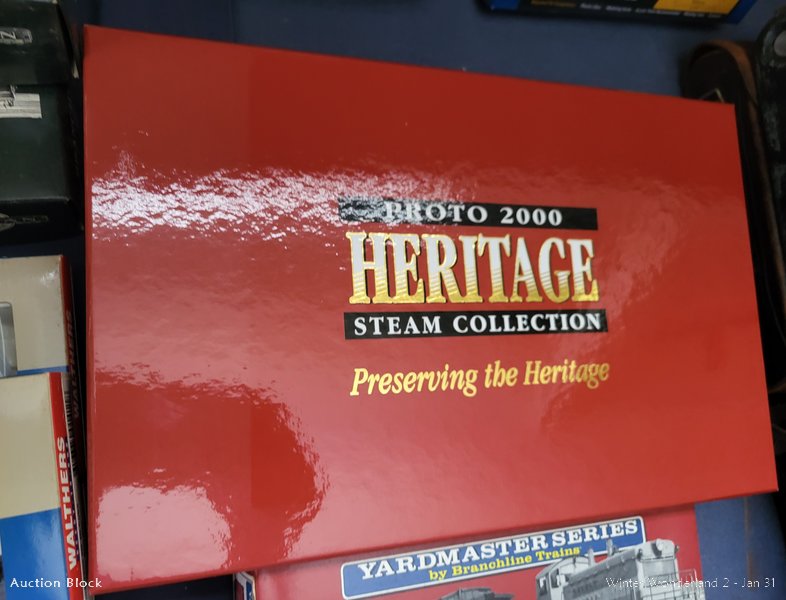 PROTO 2000
HERITAGE
STEAM COLLECTION
Preserving the Heritage
WALTHERS
WALTHERS
YARDMASTER SERIES
by Branchline Trains
Auction Block
Winter Wonderland 2 - Jan 31